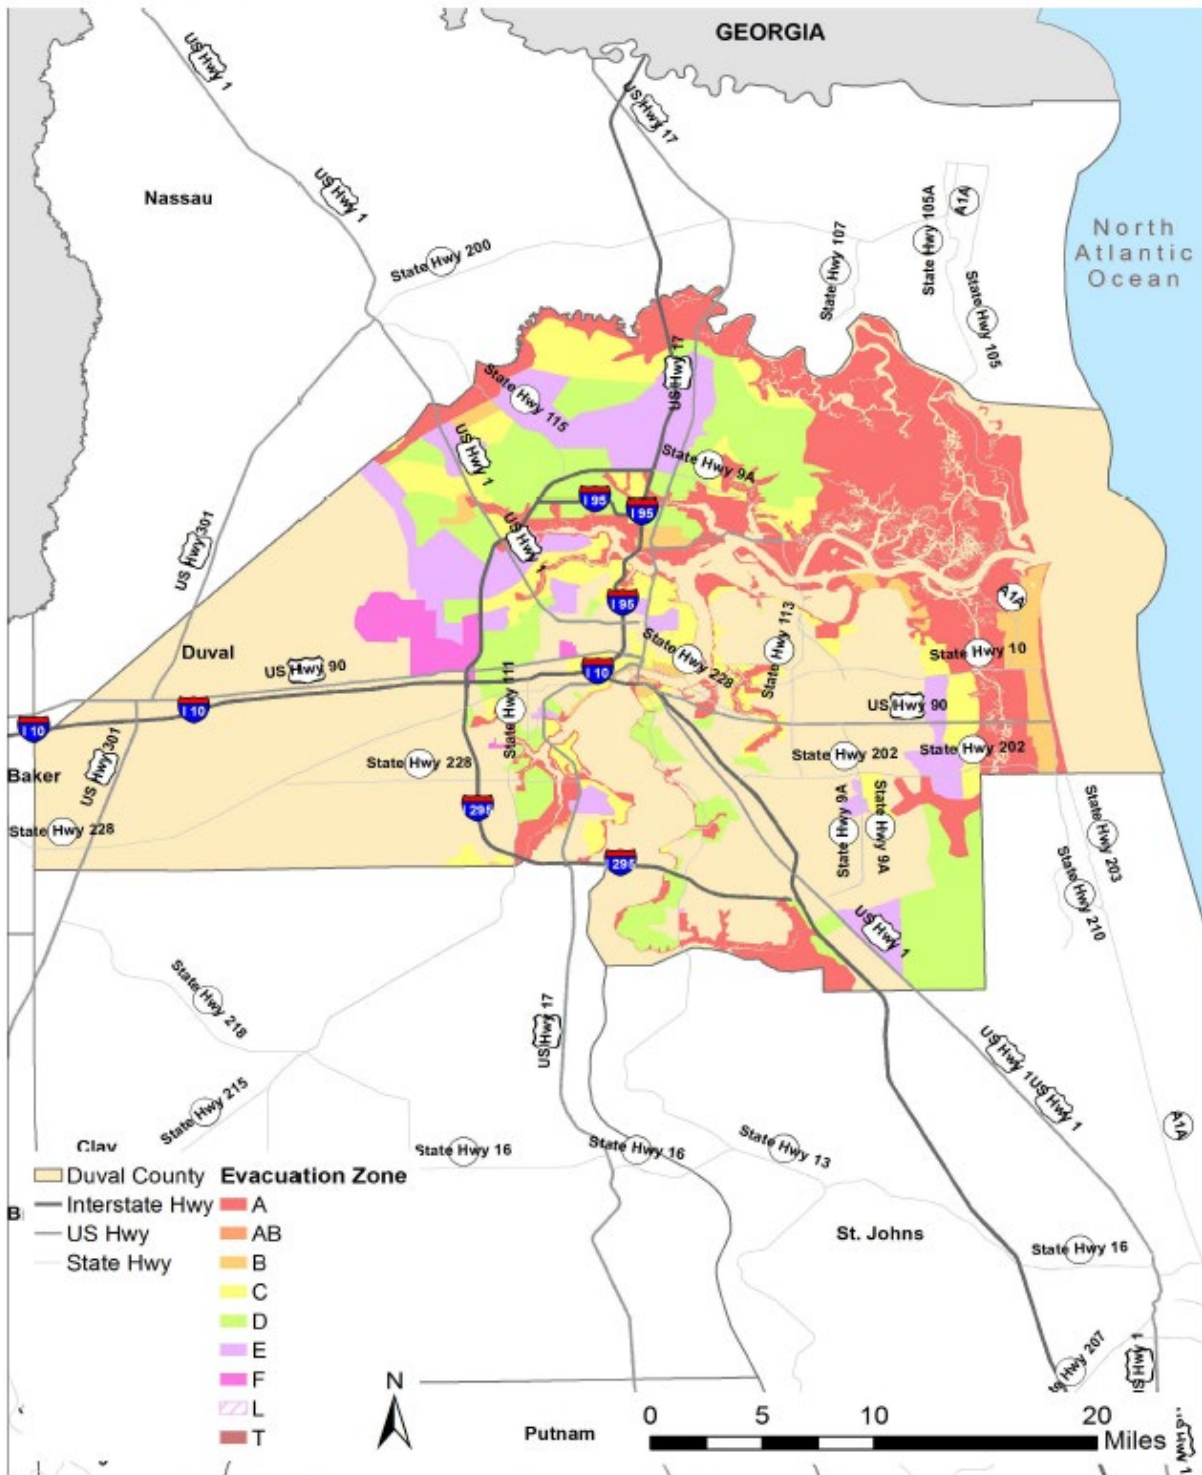 GEORGIA
US Hwy 1
US Hwy 17
Nassau
US Hwy 1
State Hwy 105A
A1A
North
Atlantic
Ocean
State Hwy 200
State Hwy 107
State Hwy 105
US Hwy 17
State Hwy 115
US Hwy 1
State Hwy 9A
I 95
I 95
US Hwy 301
US Hwy 1
I 95
A1A
State Hwy 113
Duval
US Hwy 90
State Hwy 228
State Hwy 10
I 10
I 10
State Hwy 111
US Hwy 90
I 10
US Hwy 301
State Hwy 228
State Hwy 202
State Hwy 202
Baker
I 295
State Hwy 9A
State Hwy 9A
State Hwy 203
State Hwy 228
I 295
State Hwy 210
US Hwy 1
State Hwy 218
US Hwy 17
US Hwy 1
US Hwy 1
State Hwy 215
A1A
Clay
State Hwy 16
State Hwy 16
State Hwy 13
Duval County
Interstate Hwy
US Hwy
State Hwy
Evacuation Zone
A
AB
B
C
D
E
F
L
T
St. Johns
State Hwy 16
te Hwy 207
US Hwy 1
N
Putnam
0 5 10 20
Miles